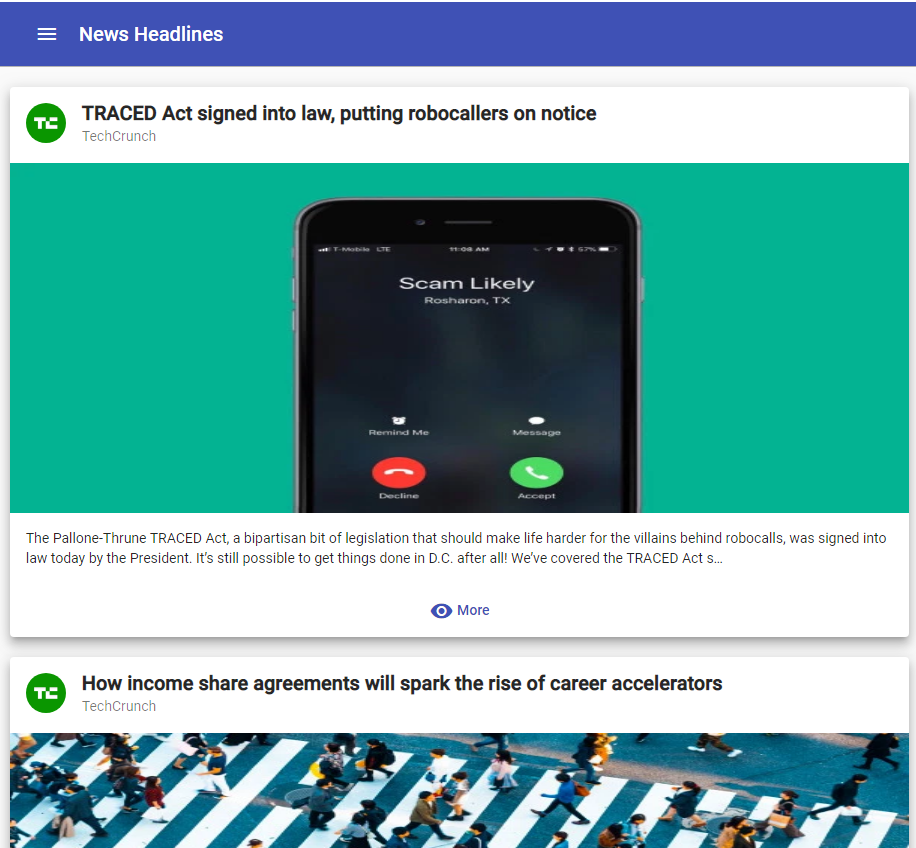 News Headlines
TC
TRACED Act signed into law, putting robocallers on notice
TechCrunch
T-Mobile LTE
11:08 AM
57%
Scam Likely
Rosharon, TX
Remind Me
Message
Decline
Accept
The Pallone-Thrune TRACED Act, a bipartisan bit of legislation that should make life harder for the villains behind robocalls, was signed into
law today by the President. It's still possible to get things done in D.C. after all! We've covered the TRACED Act s...
More
TC
How income share agreements will spark the rise of career accelerators
TechCrunch